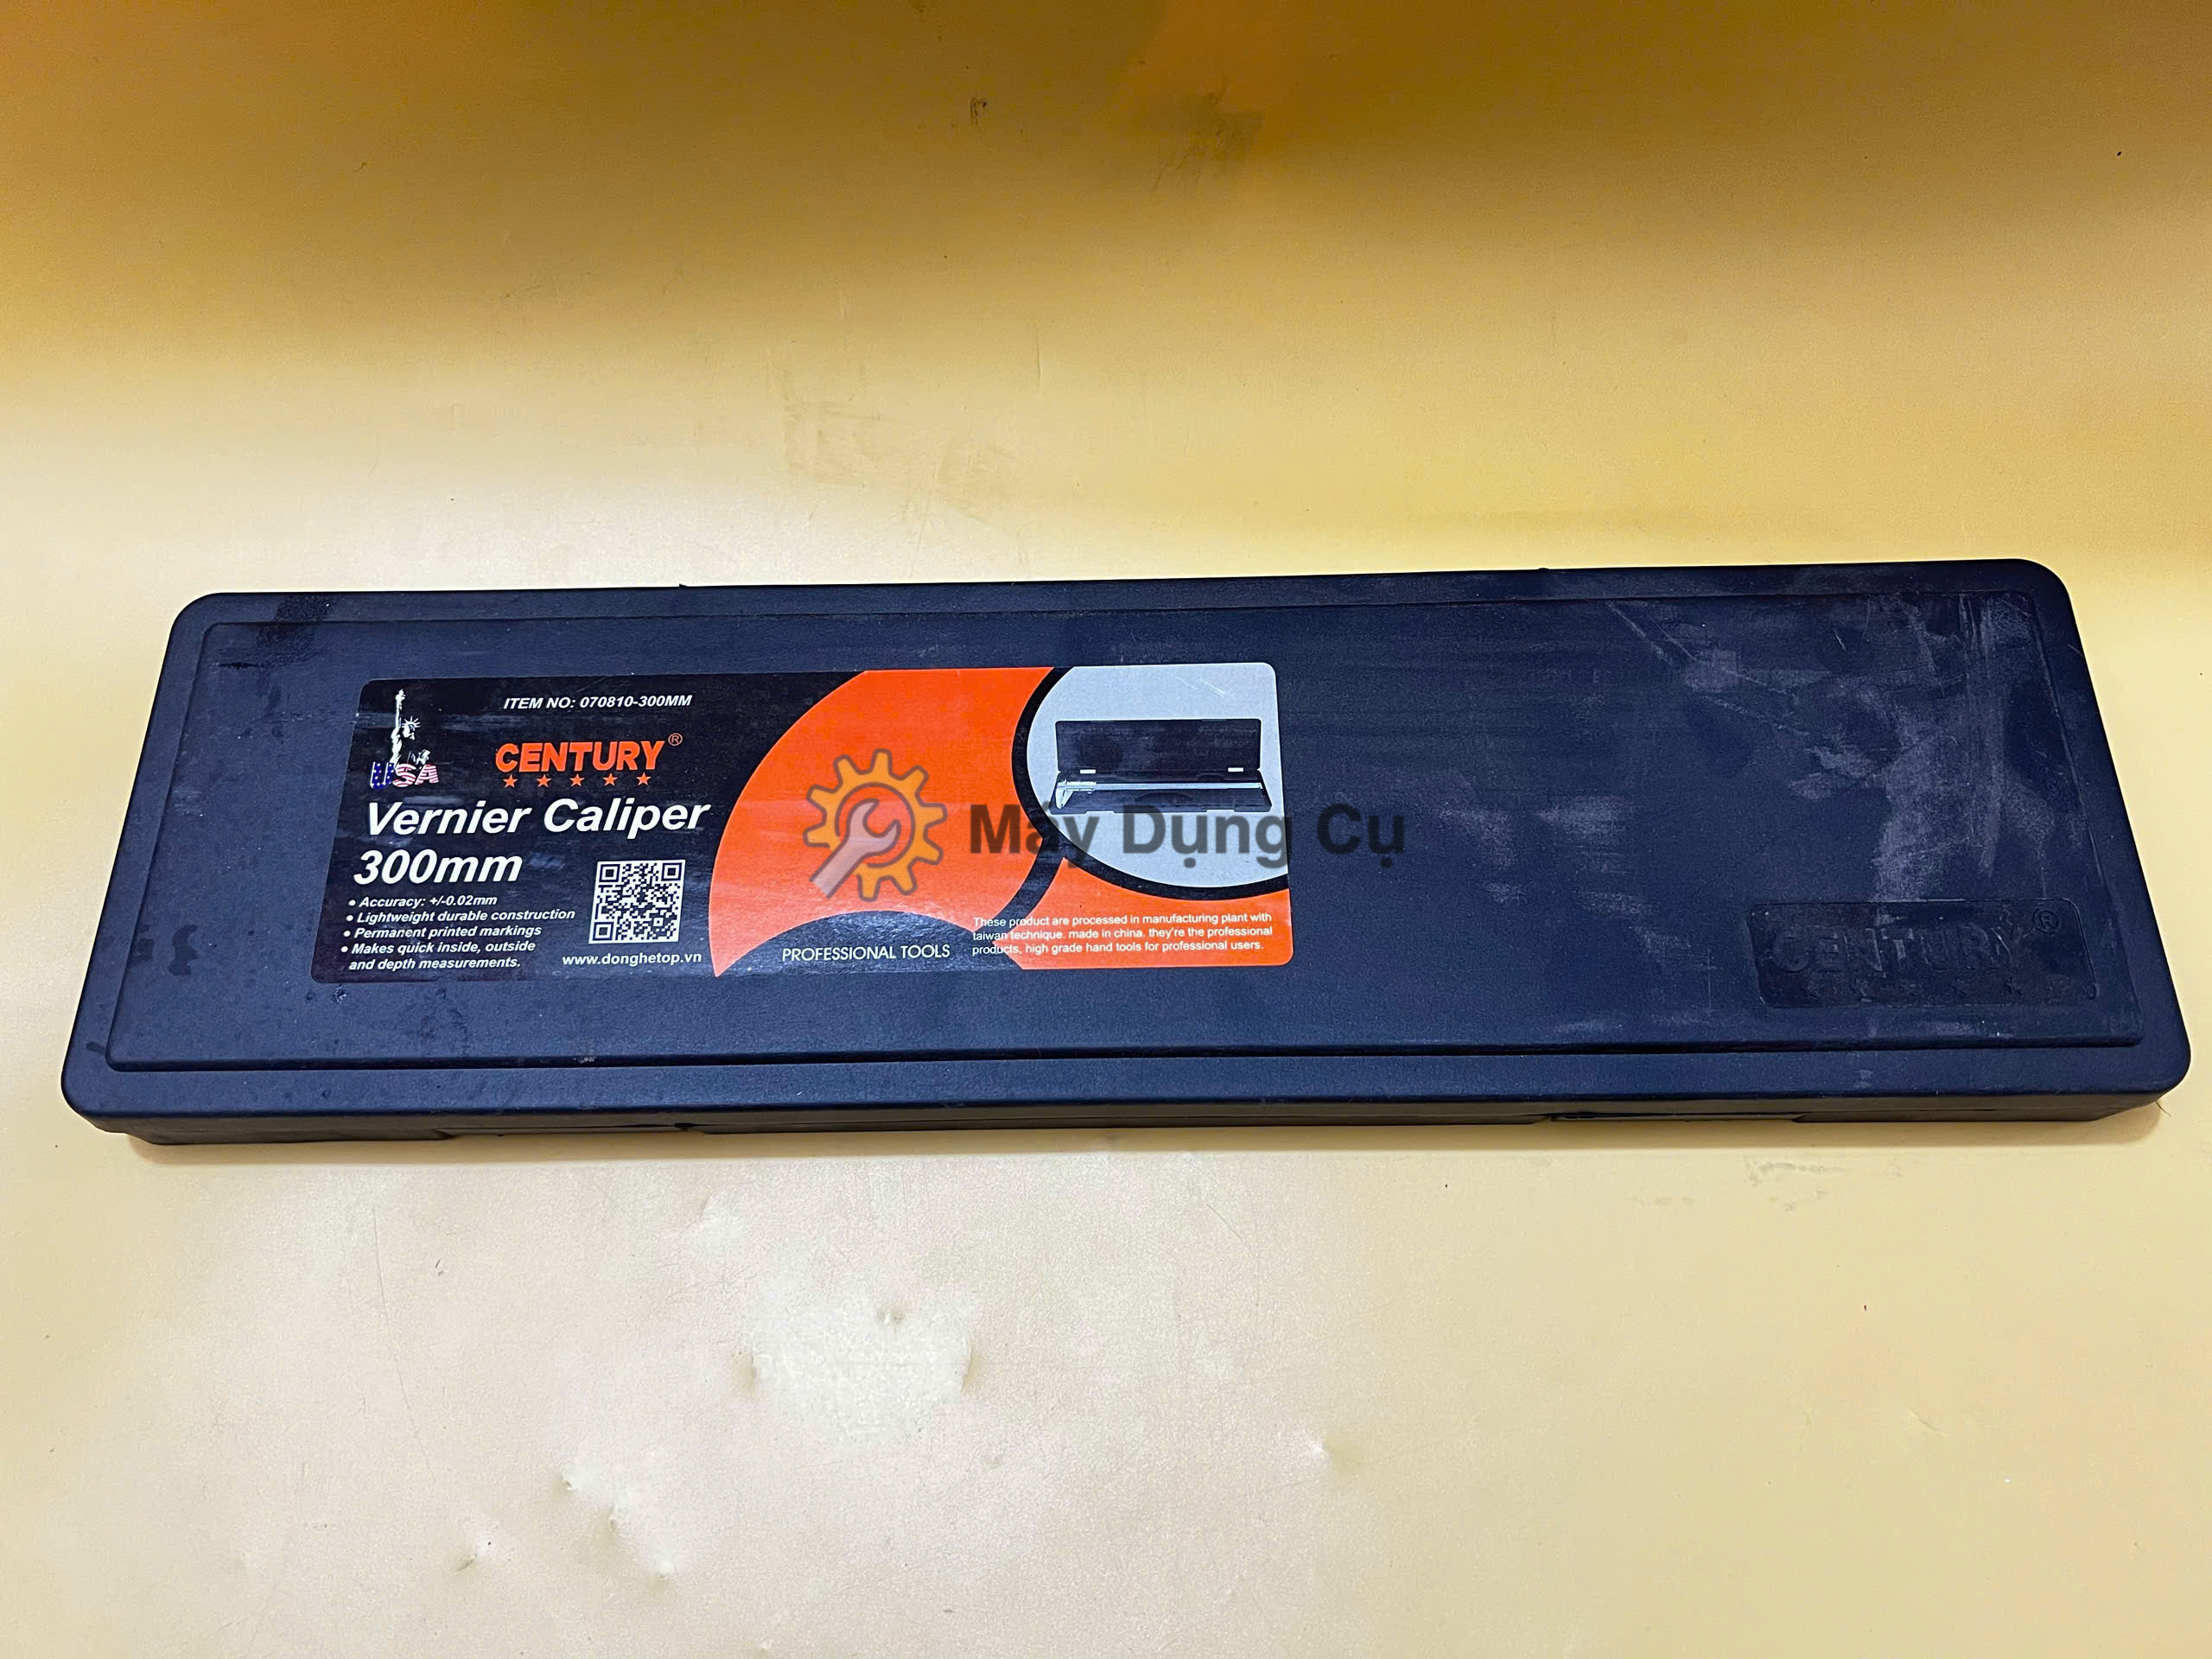 ITEM NO: 070810-300MM
USA
CENTURY®
Vernier Caliper
300mm
• Accuracy: +/-0.02mm
• Lightweight durable construction
• Permanent printed markings
• Makes quick inside, outside
and depth measurements.
www.donghetop.vn
PROFESSIONAL TOOLS
These product are processed in manufacturing plant with
taiwan technique. made in china. they're the professional
products, high grade hand tools for professional users.
Máy Dụng Cụ
CENTURY®